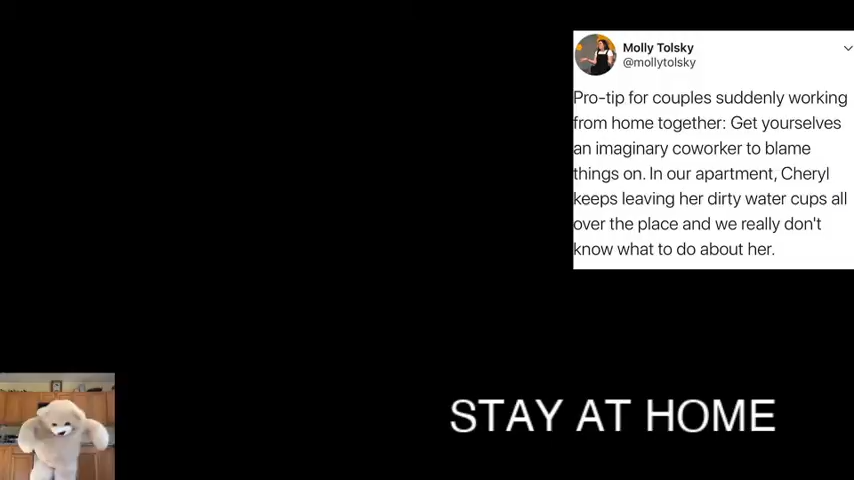 Molly Tolsky
@mollytolsky
Pro-tip for couples suddenly working
from home together: Get yourselves
an imaginary coworker to blame
things on. In our apartment, Cheryl
keeps leaving her dirty water cups all
over the place and we really don't
know what to do about her.
STAY AT HOME